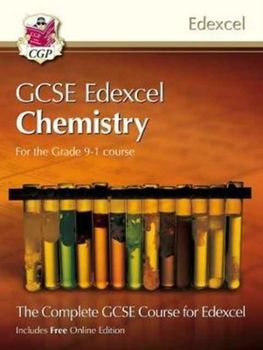 Edexcel
CGP
GCSE Edexcel
Chemistry
For the Grade 9-1 course
The Complete GCSE Course for Edexcel
Includes Free Online Edition